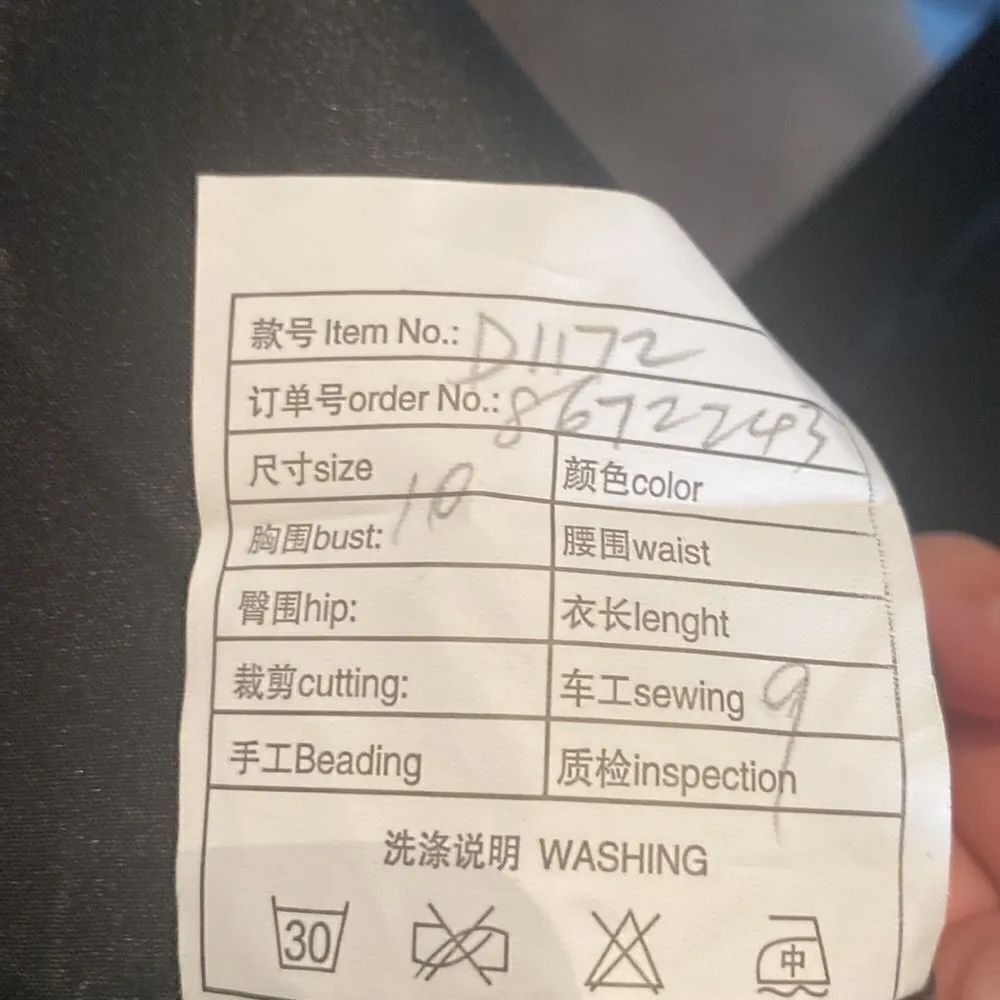 款号Item No.: D1172
订单号order No.: 86722243
尺寸size 10 颜色color
胸围bust: 腰围waist
臀围hip: 衣长lenght
裁剪cutting: 车工sewing 9
手工Beading 质检inspection
洗涤说明 WASHING
30 中